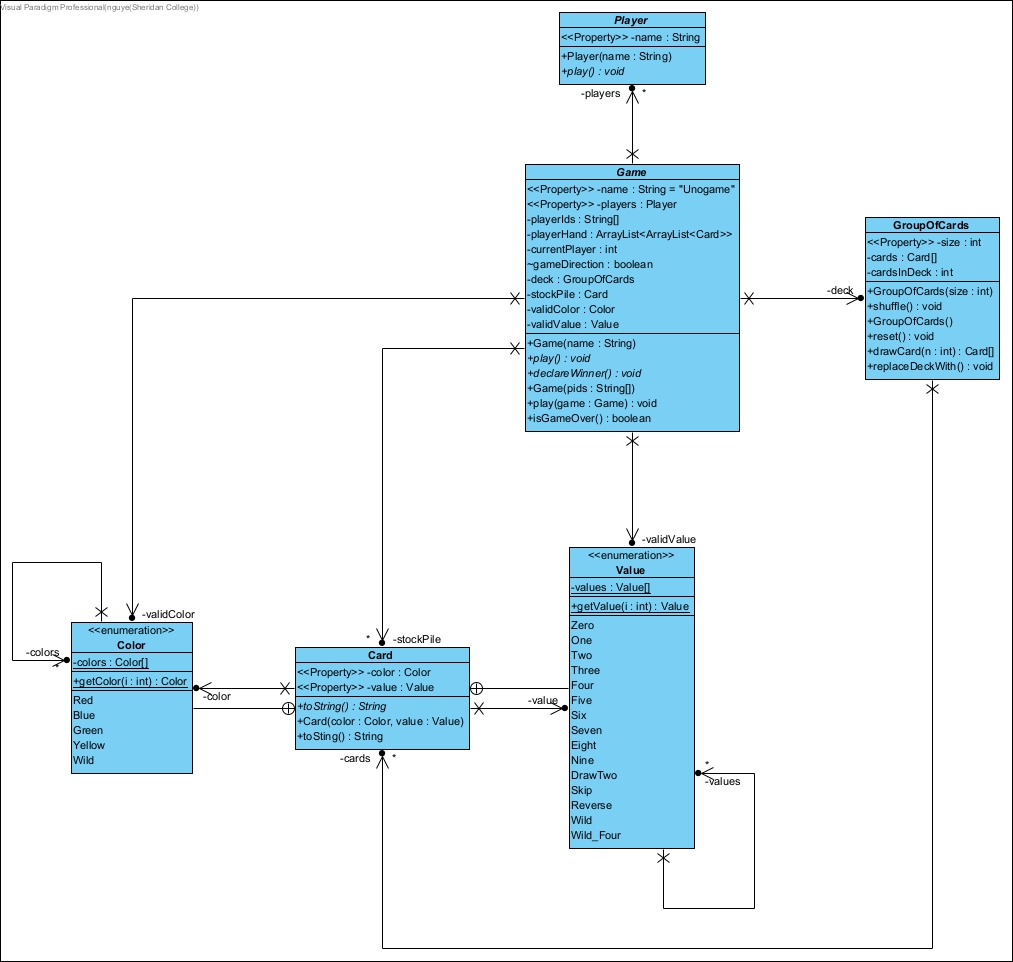 Visual Paradigm Professional(nguye(Sheridan College))
Player
<<Property>> -name : String
+Player(name : String)
+play() : void
-players
*
Game
<<Property>> -name : String = "Unogame"
<<Property>> -players : Player
-playerIds : String[]
-playerHand : ArrayList<ArrayList<Card>>
-currentPlayer : int
~gameDirection : boolean
-deck : GroupOfCards
-stockPile : Card
-validColor : Color
-validValue : Value
+Game(name : String)
+play() : void
+declareWinner() : void
+Game(pids : String[])
+play(game : Game) : void
+isGameOver() : boolean
-deck
GroupOfCards
<<Property>> -size : int
-cards : Card[]
-cardsInDeck : int
+GroupOfCards(size : int)
+shuffle() : void
+GroupOfCards()
+reset() : void
+drawCard(n : int) : Card[]
+replaceDeckWith() : void
-validValue
<<enumeration>>
Value
-values : Value[]
+getValue(i : int) : Value
Zero
One
Two
Three
Four
Five
Six
Seven
Eight
Nine
DrawTwo
Skip
Reverse
Wild
Wild_Four
*
-values
-validColor
-colors
*
<<enumeration>>
Color
-colors : Color[]
+getColor(i : int) : Color
Red
Blue
Green
Yellow
Wild
-color
*
-stockPile
Card
<<Property>> -color : Color
<<Property>> -value : Value
+toString() : String
+Card(color : Color, value : Value)
+toSting() : String
-value
-cards
*